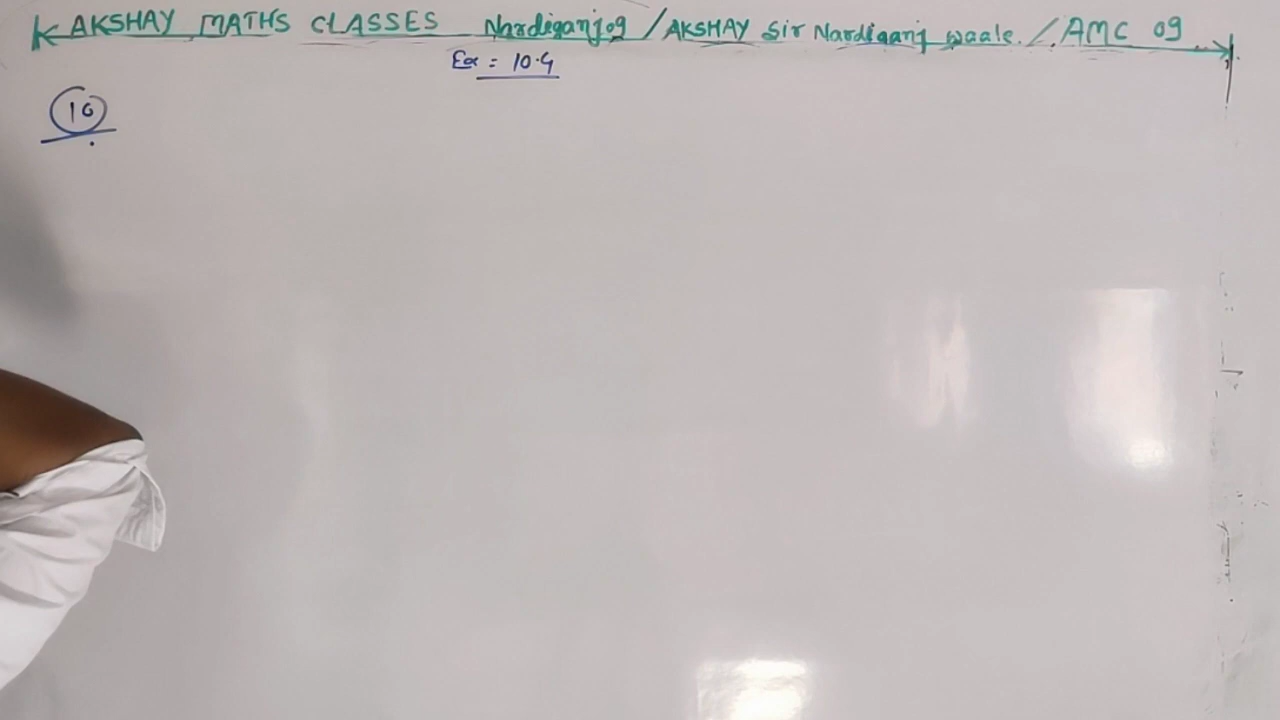 AKSHAY MATHS CLASSES Nardiganj09 / AKSHAY Sir Nardiganj waale. / AMC 09
Ex = 10.4
10